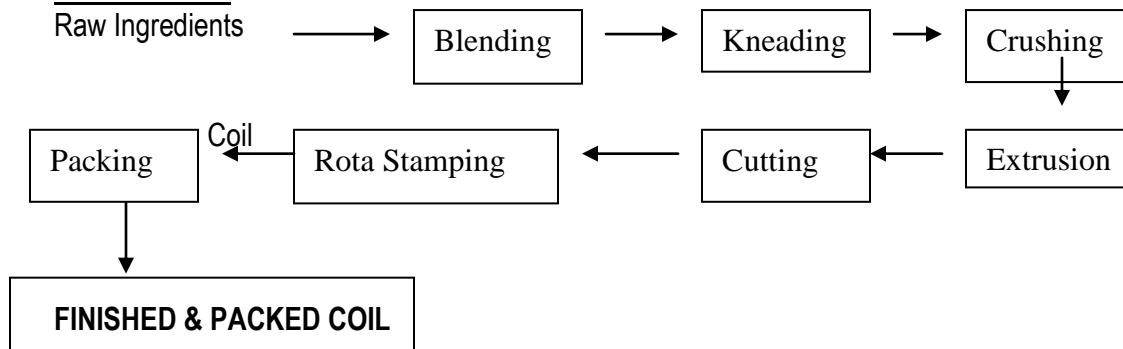 Raw Ingredients
Blending
Kneading
Crushing
Extrusion
Cutting
Rota Stamping
Coil
Packing
FINISHED & PACKED COIL